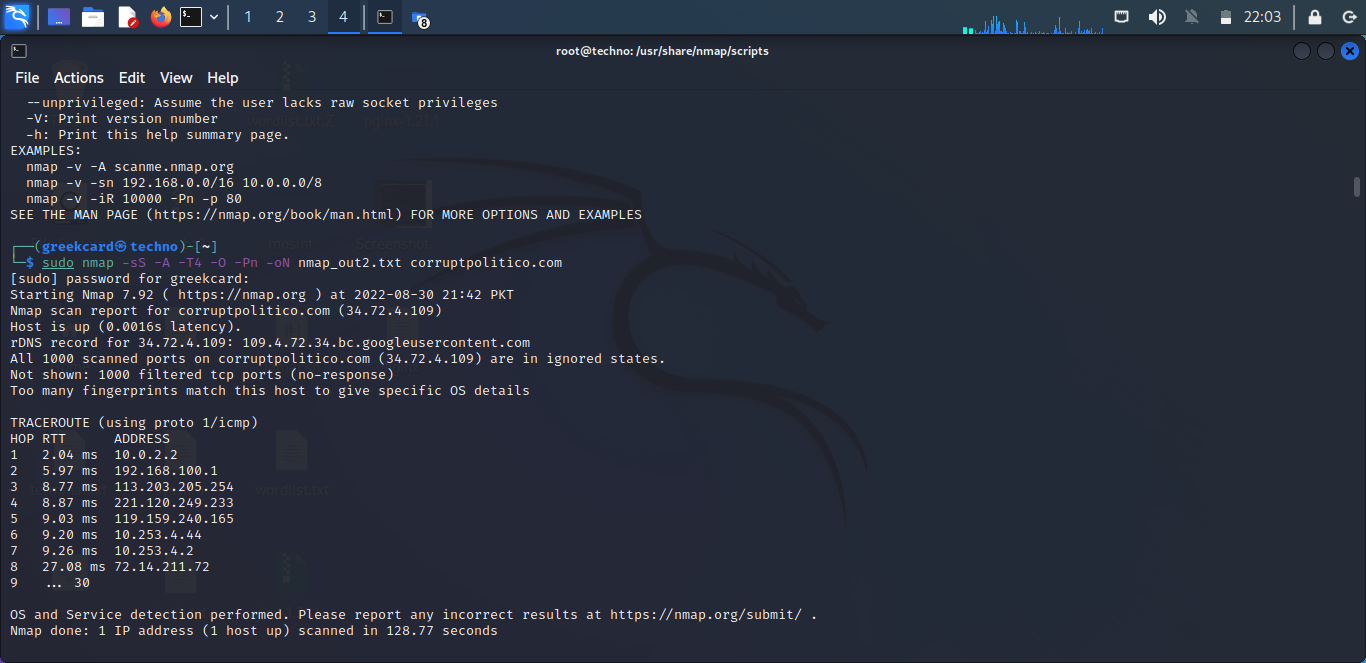 1 2 3 4 8 22:03
root@techno: /usr/share/nmap/scripts
File Actions Edit View Help
--unprivileged: Assume the user lacks raw socket privileges
-V: Print version number
-h: Print this help summary page.
EXAMPLES:
nmap -v -A scanme.nmap.org
nmap -v -sn 192.168.0.0/16 10.0.0.0/8
nmap -v -iR 10000 -Pn -p 80
SEE THE MAN PAGE (https://nmap.org/book/man.html) FOR MORE OPTIONS AND EXAMPLES
┌──(greekcard㉿techno)-[~]
└─$ sudo nmap -sS -A -T4 -O -Pn -oN nmap_out2.txt corruptpolitico.com
[sudo] password for greekcard:
Starting Nmap 7.92 ( https://nmap.org ) at 2022-08-30 21:42 PKT
Nmap scan report for corruptpolitico.com (34.72.4.109)
Host is up (0.0016s latency).
rDNS record for 34.72.4.109: 109.4.72.34.bc.googleusercontent.com
All 1000 scanned ports on corruptpolitico.com (34.72.4.109) are in ignored states.
Not shown: 1000 filtered tcp ports (no-response)
Too many fingerprints match this host to give specific OS details
TRACEROUTE (using proto 1/icmp)
HOP RTT ADDRESS
1 2.04 ms 10.0.2.2
2 5.97 ms 192.168.100.1
3 8.77 ms 113.203.205.254
4 8.87 ms 221.120.249.233
5 9.03 ms 119.159.240.165
6 9.20 ms 10.253.4.44
7 9.26 ms 10.253.4.2
8 27.08 ms 72.14.211.72
9 ... 30
wordlist.txt
OS and Service detection performed. Please report any incorrect results at https://nmap.org/submit/ .
Nmap done: 1 IP address (1 host up) scanned in 128.77 seconds